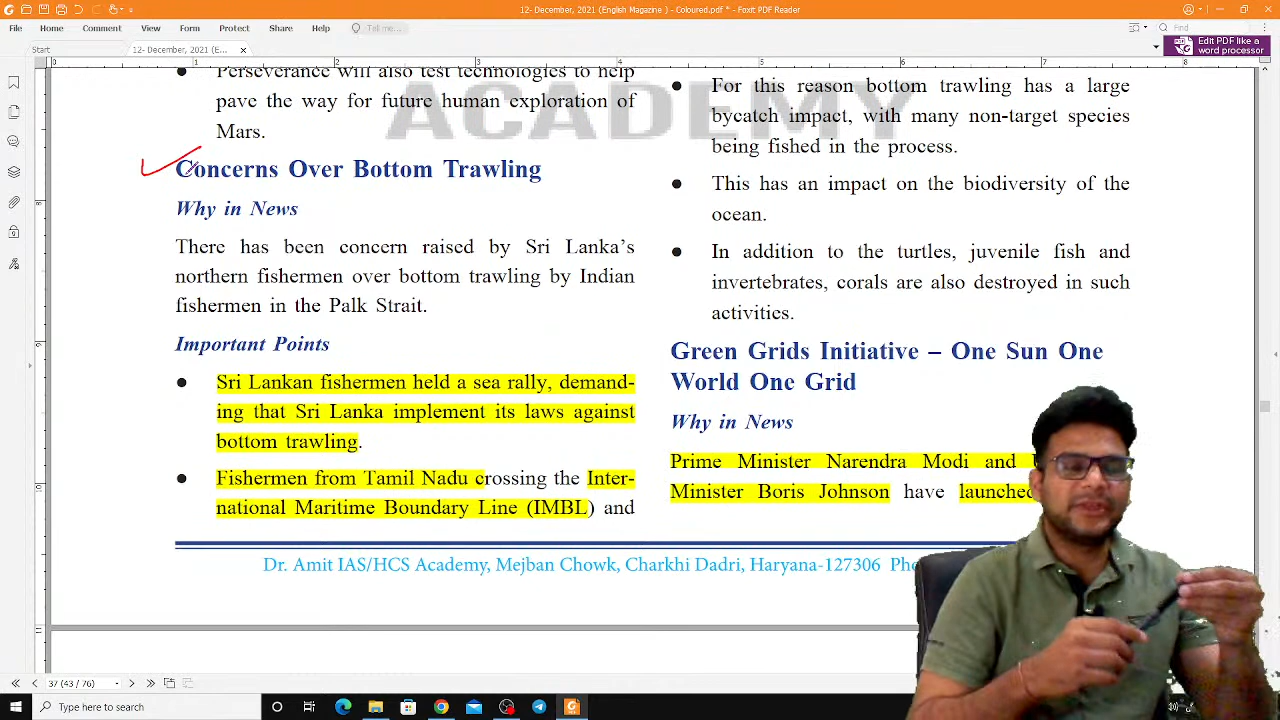 12- December, 2021 (English Magazine ) - Coloured.pdf * - Foxit PDF Reader
File Home Comment View Form Protect Share Help Tell me... Find
Edit PDF like a
word processor
Start 12- December, 2021 (E...
Perseverance will also test technologies to help
pave the way for future human exploration of
Mars.
Concerns Over Bottom Trawling
Why in News
There has been concern raised by Sri Lanka's
northern fishermen over bottom trawling by Indian
fishermen in the Palk Strait.
Important Points
● Sri Lankan fishermen held a sea rally, demand-
ing that Sri Lanka implement its laws against
bottom trawling.
● Fishermen from Tamil Nadu crossing the Inter-
national Maritime Boundary Line (IMBL) and
ACADEMY
● For this reason bottom trawling has a large
bycatch impact, with many non-target species
being fished in the process.
● This has an impact on the biodiversity of the
ocean.
● In addition to the turtles, juvenile fish and
invertebrates, corals are also destroyed in such
activities.
Green Grids Initiative – One Sun One
World One Grid
Why in News
Prime Minister Narendra Modi and
Minister Boris Johnson have launched
Dr. Amit IAS/HCS Academy, Mejban Chowk, Charkhi Dadri, Haryana-127306
37 (43 / 76)
Type here to search